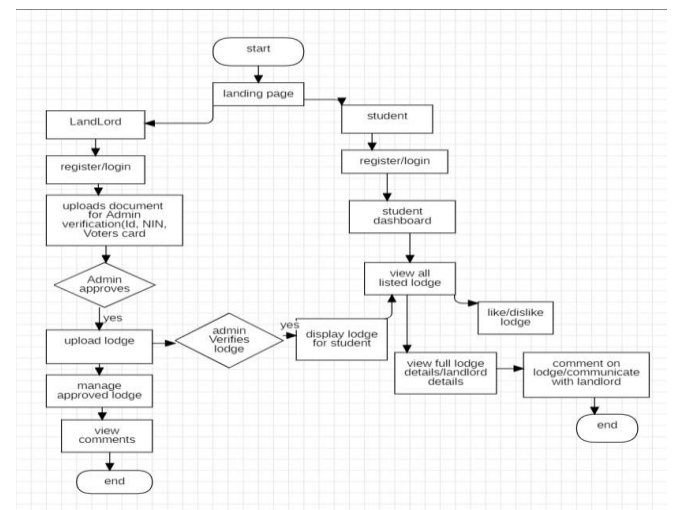 start
landing page
LandLord
student
register/login
register/login
uploads document
for Admin
verification(Id, NIN,
Voters card
student
dashboard
Admin
approves
view all
listed lodge
yes
like/dislike
lodge
upload lodge
admin
Verifies
lodge
yes
display lodge
for student
manage
approved lodge
view full lodge
details/landlord
details
comment on
lodge/communicate
with landlord
view
comments
end
end